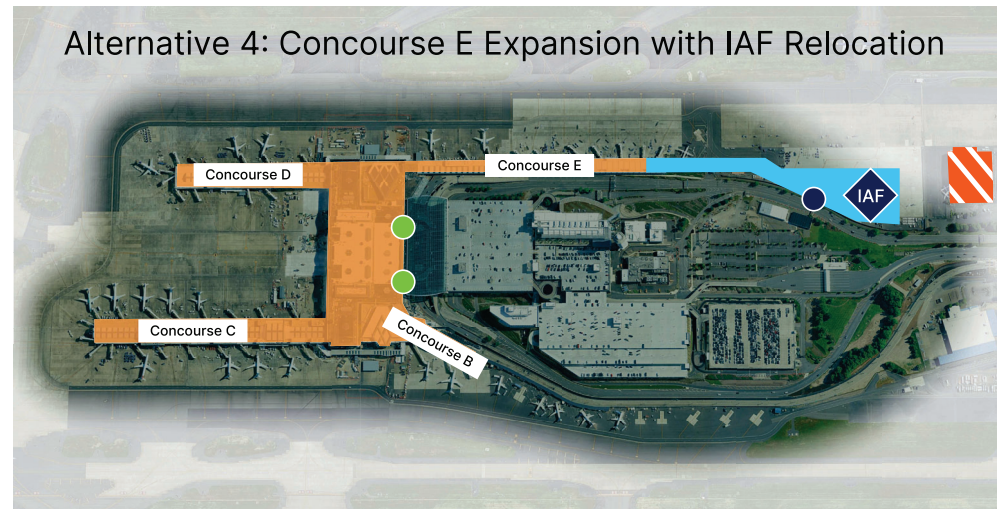 Alternative 4: Concourse E Expansion with IAF Relocation
Concourse E
Concourse D
IAF
Concourse C
Concourse B